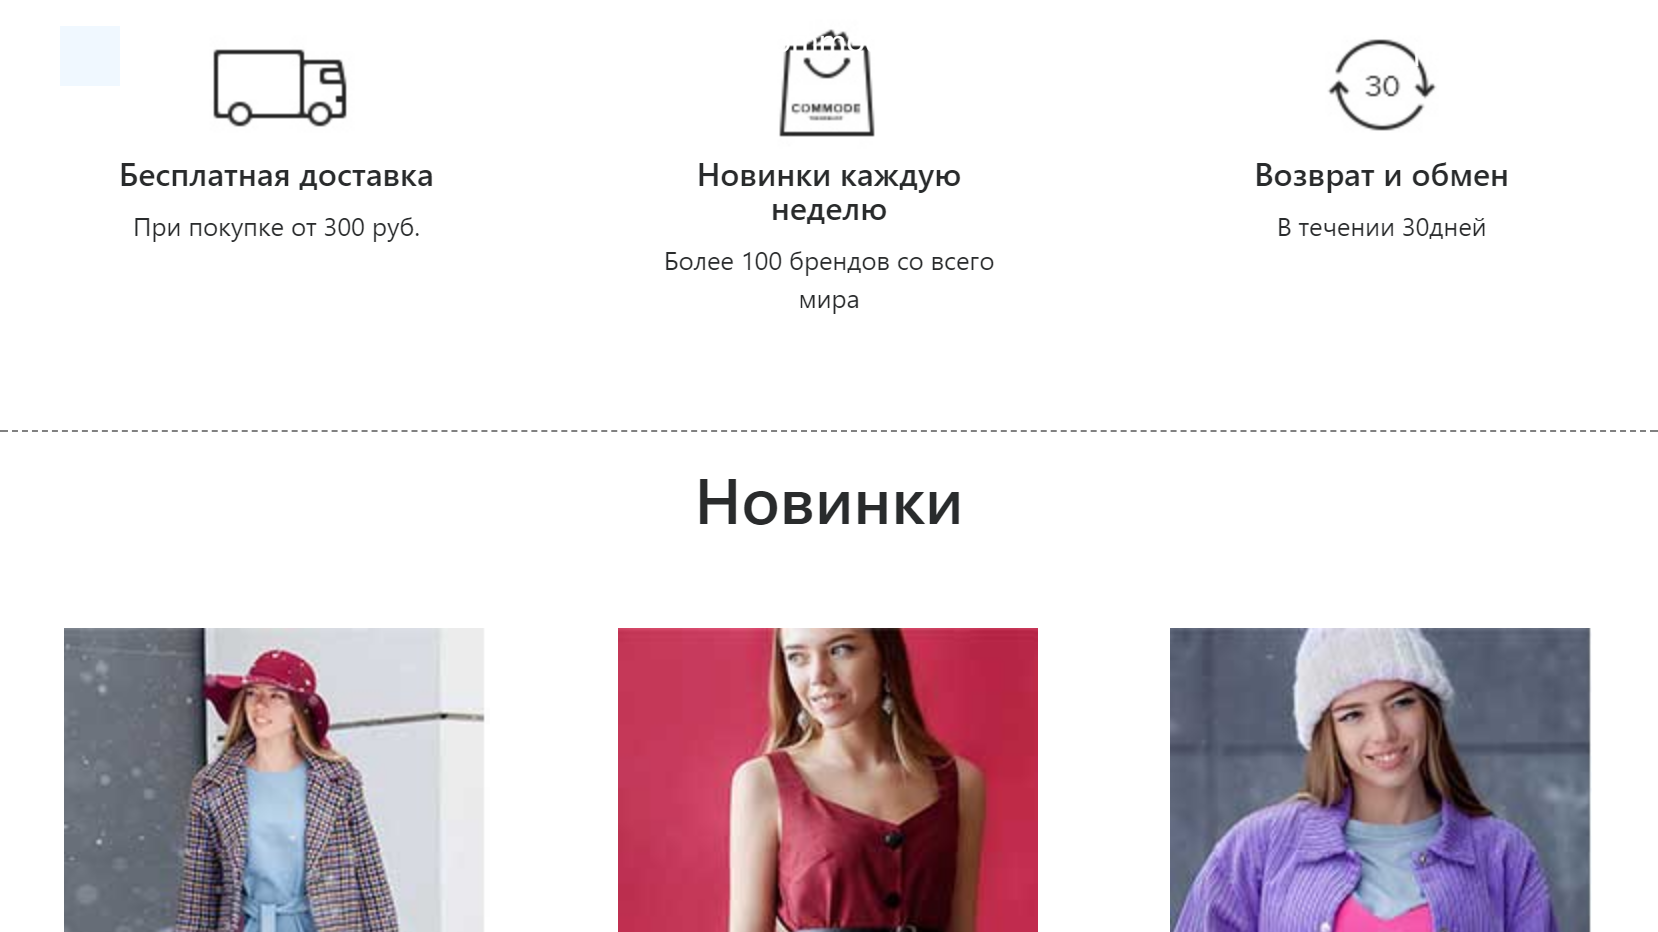 COMMODE
30
Бесплатная доставка
Новинки каждую
неделю
Возврат и обмен
При покупке от 300 руб.
Более 100 брендов со всего
мира
В течении 30дней
Новинки